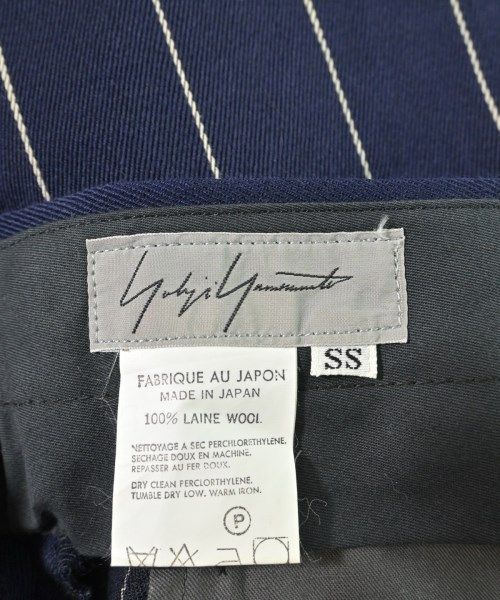 Yohji Yamamoto
SS
FABRIQUE AU JAPON
MADE IN JAPAN
100% LAINE WOOL.
NETTOYAGE A SEC PERCHLORETHYLENE.
SECHAGE DOUX EN MACHINE.
REPASSER AU FER DOUX.
DRY CLEAN PERCLORTHYLENE.
TUMBLE DRY LOW. WARM IRON.
P